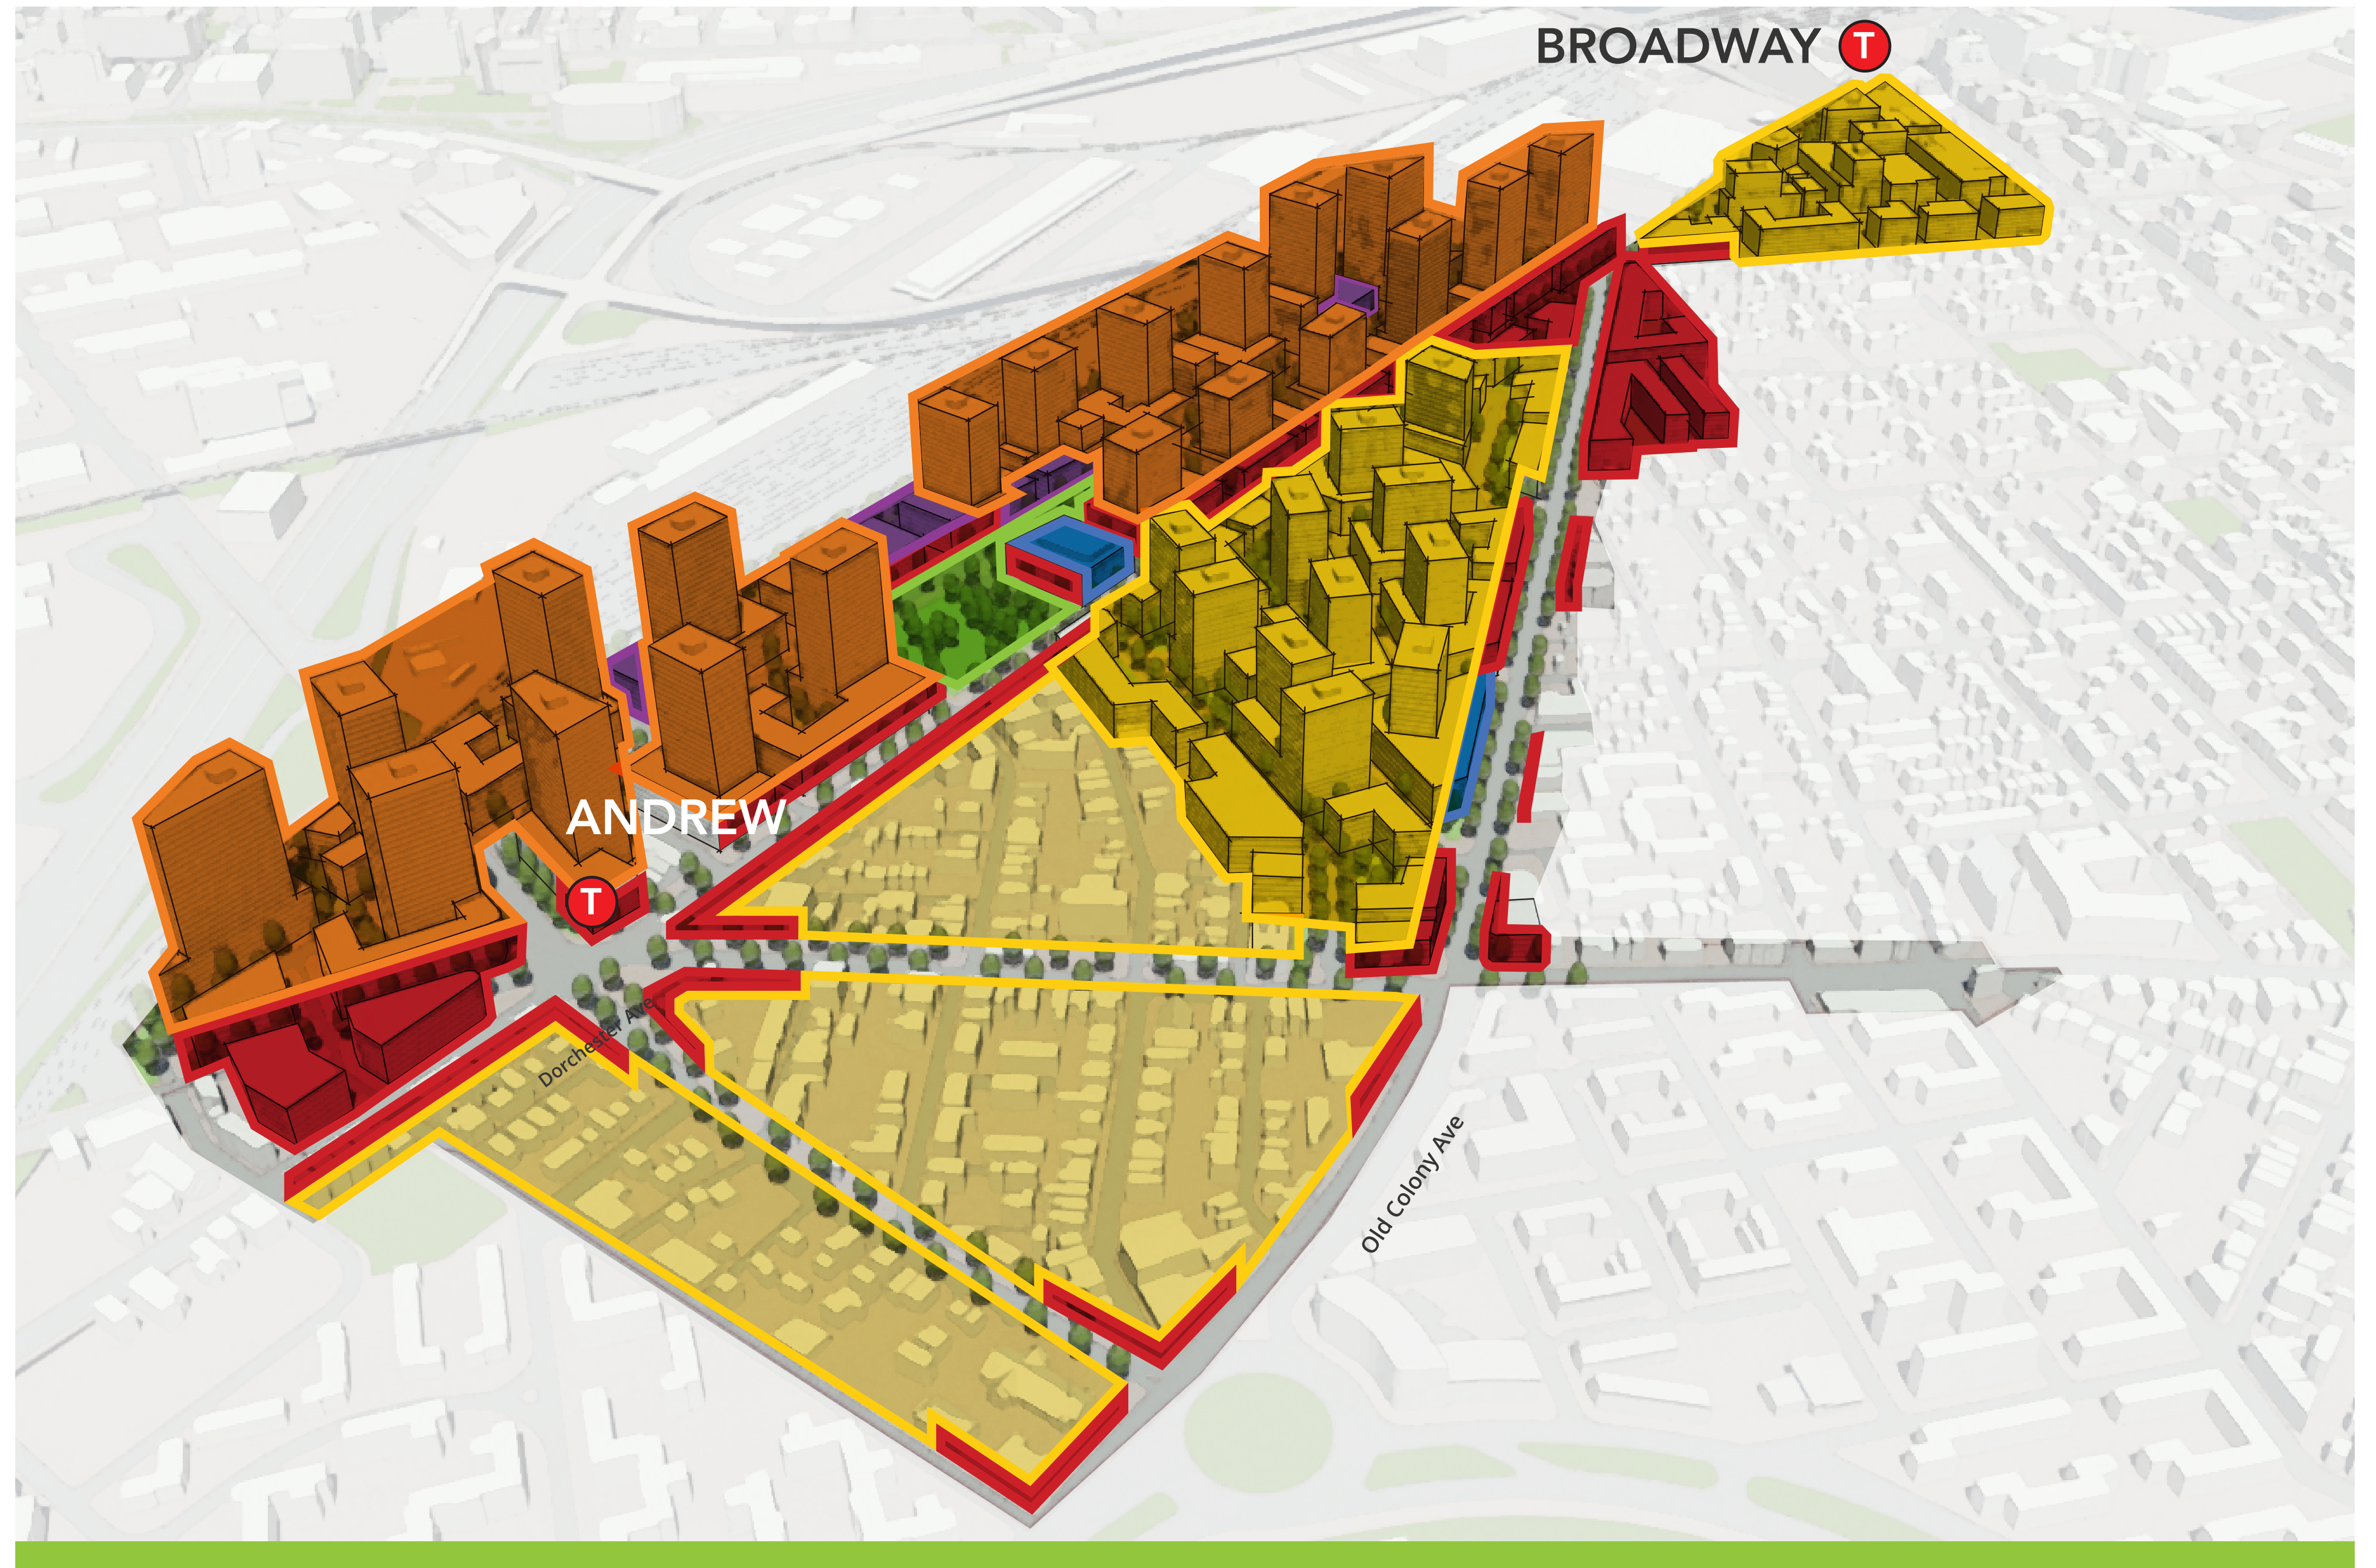 BROADWAY T
ANDREW
T
Dorchester Ave
Old Colony Ave